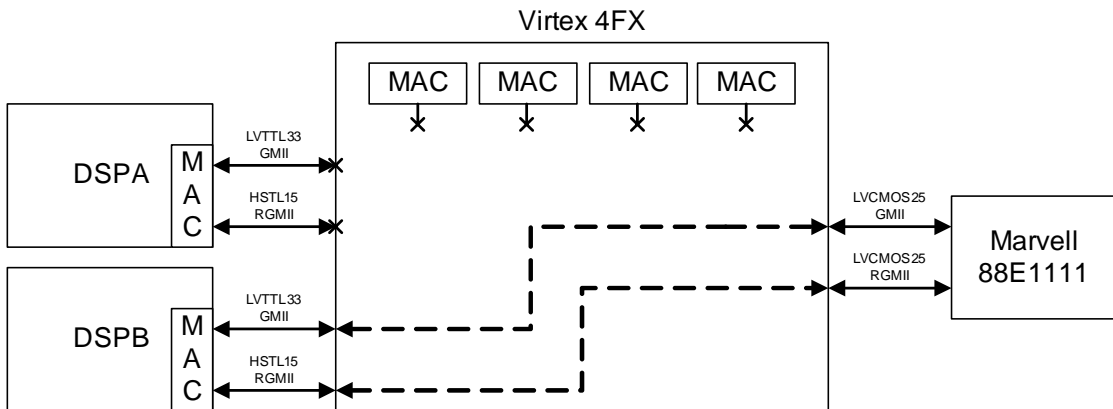 Virtex 4FX
MAC
MAC
MAC
MAC
DSPA
M
A
C
LVTTL33
GMII
HSTL15
RGMII
DSPB
M
A
C
LVTTL33
GMII
HSTL15
RGMII
LVCMOS25
GMII
LVCMOS25
RGMII
Marvell
88E1111